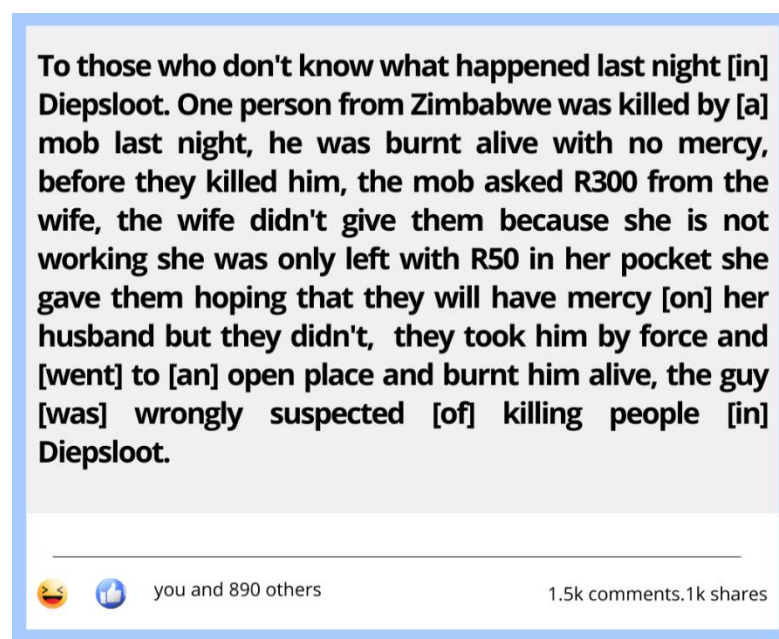 To those who don't know what happened last night [in]
Diepsloot. One person from Zimbabwe was killed by [a]
mob last night, he was burnt alive with no mercy,
before they killed him, the mob asked R300 from the
wife, the wife didn't give them because she is not
working she was only left with R50 in her pocket she
gave them hoping that they will have mercy [on] her
husband but they didn't, they took him by force and
[went] to [an] open place and burnt him alive, the guy
[was] wrongly suspected [of] killing people [in]
Diepsloot.
you and 890 others
1.5k comments.1k shares